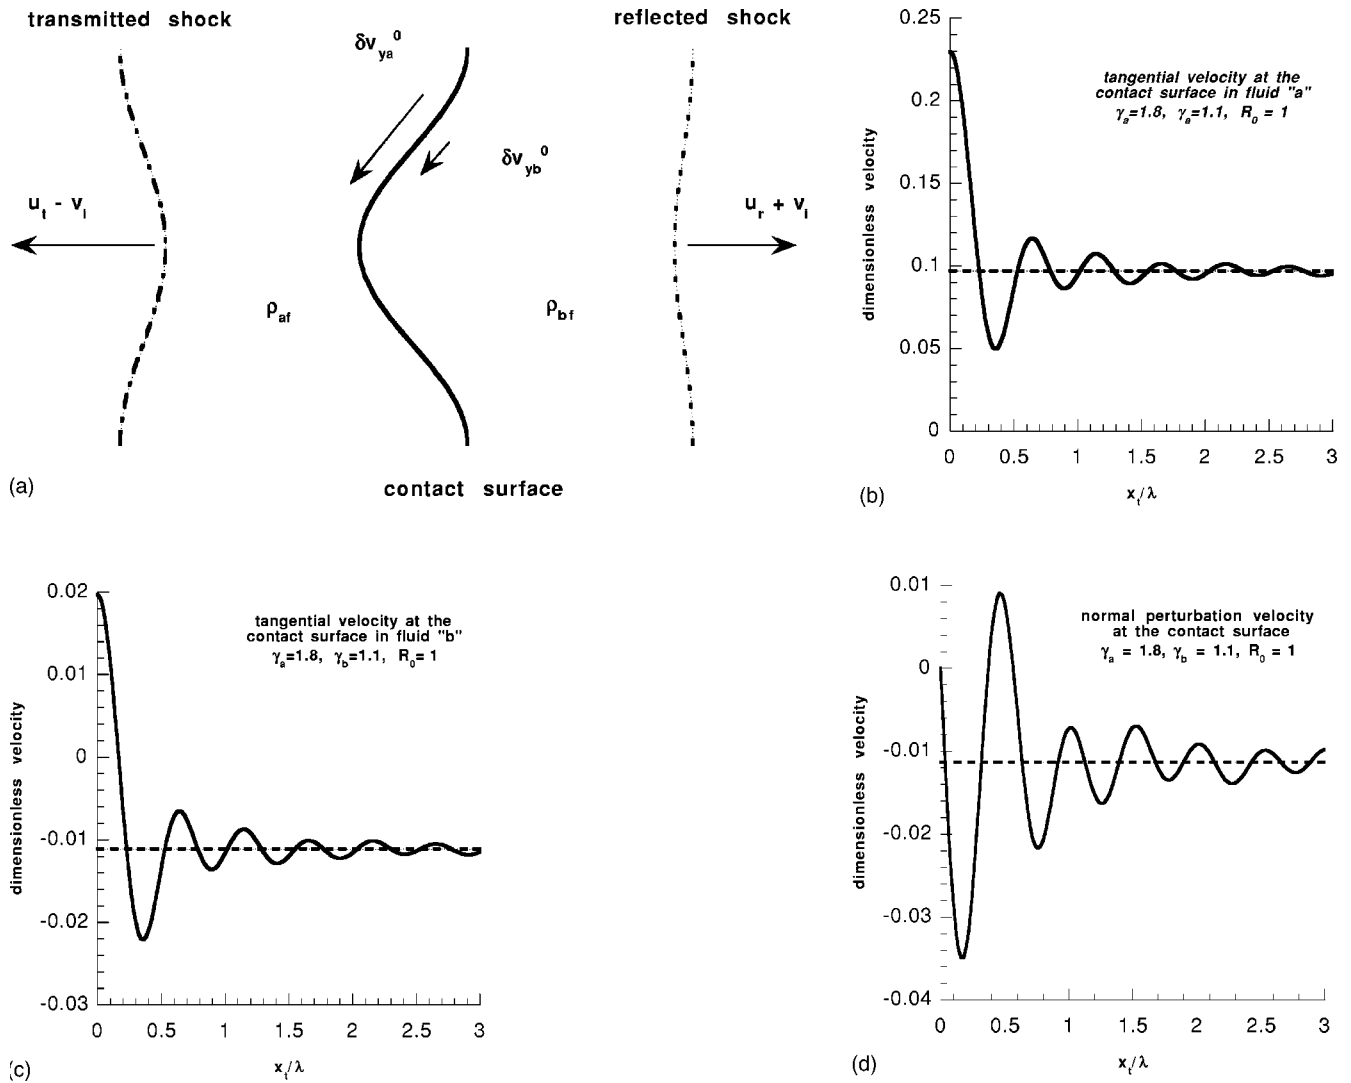 transmitted shock
reflected shock
δv_ya^0
δv_yb^0
u_t - v_i
u_r + v_i
ρ_af
ρ_bf
(a)
contact surface
0.25
0.2
0.15
0.1
0.05
0
dimensionless velocity
tangential velocity at the
contact surface in fluid "a"
γ_a=1.8, γ_a=1.1, R_0 = 1
0 0.5 1 1.5 2 2.5 3
x_t/λ
(b)
0.02
0.01
0
-0.01
-0.02
-0.03
dimensionless velocity
tangential velocity at the
contact surface in fluid "b"
γ_a=1.8, γ_b=1.1, R_0= 1
0 0.5 1 1.5 2 2.5 3
x_t/λ
(c)
0.01
0
-0.01
-0.02
-0.03
-0.04
dimensionless velocity
normal perturbation velocity
at the contact surface
γ_a = 1.8, γ_b = 1.1, R_0 = 1
0 0.5 1 1.5 2 2.5 3
x_t/λ
(d)